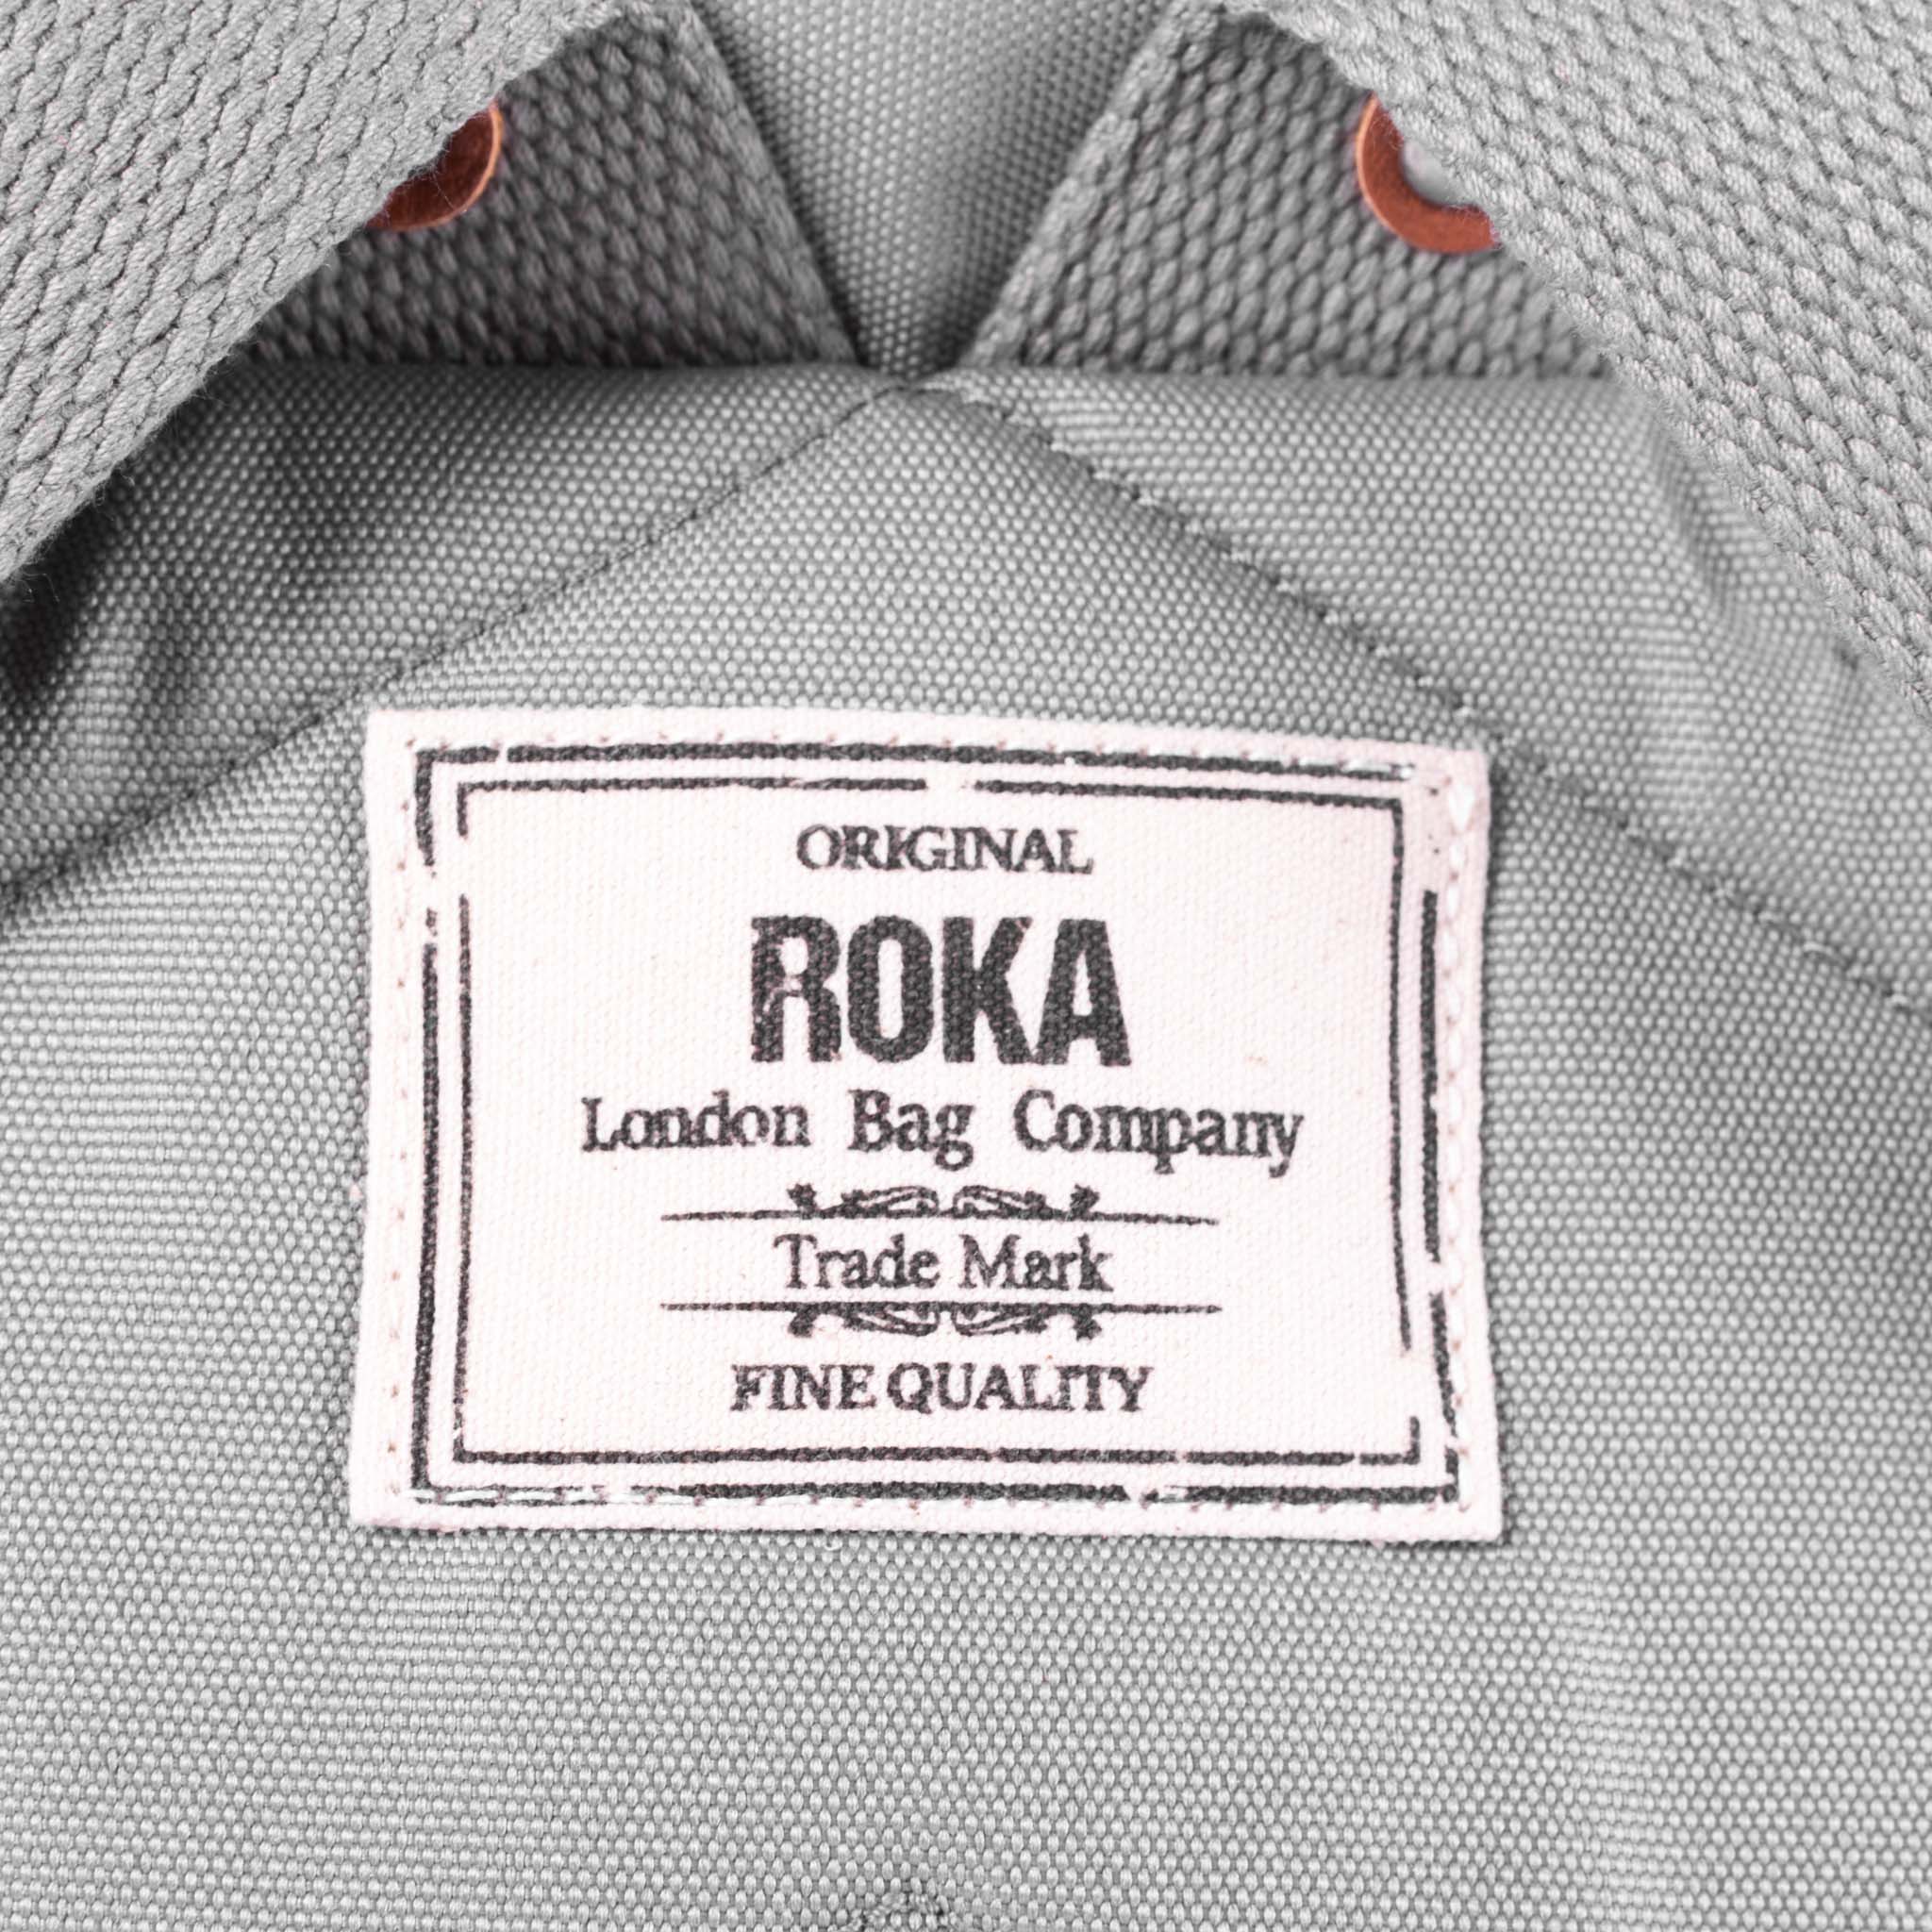 ORIGINAL
ROKA
London Bag Company
Trade Mark
FINE QUALITY